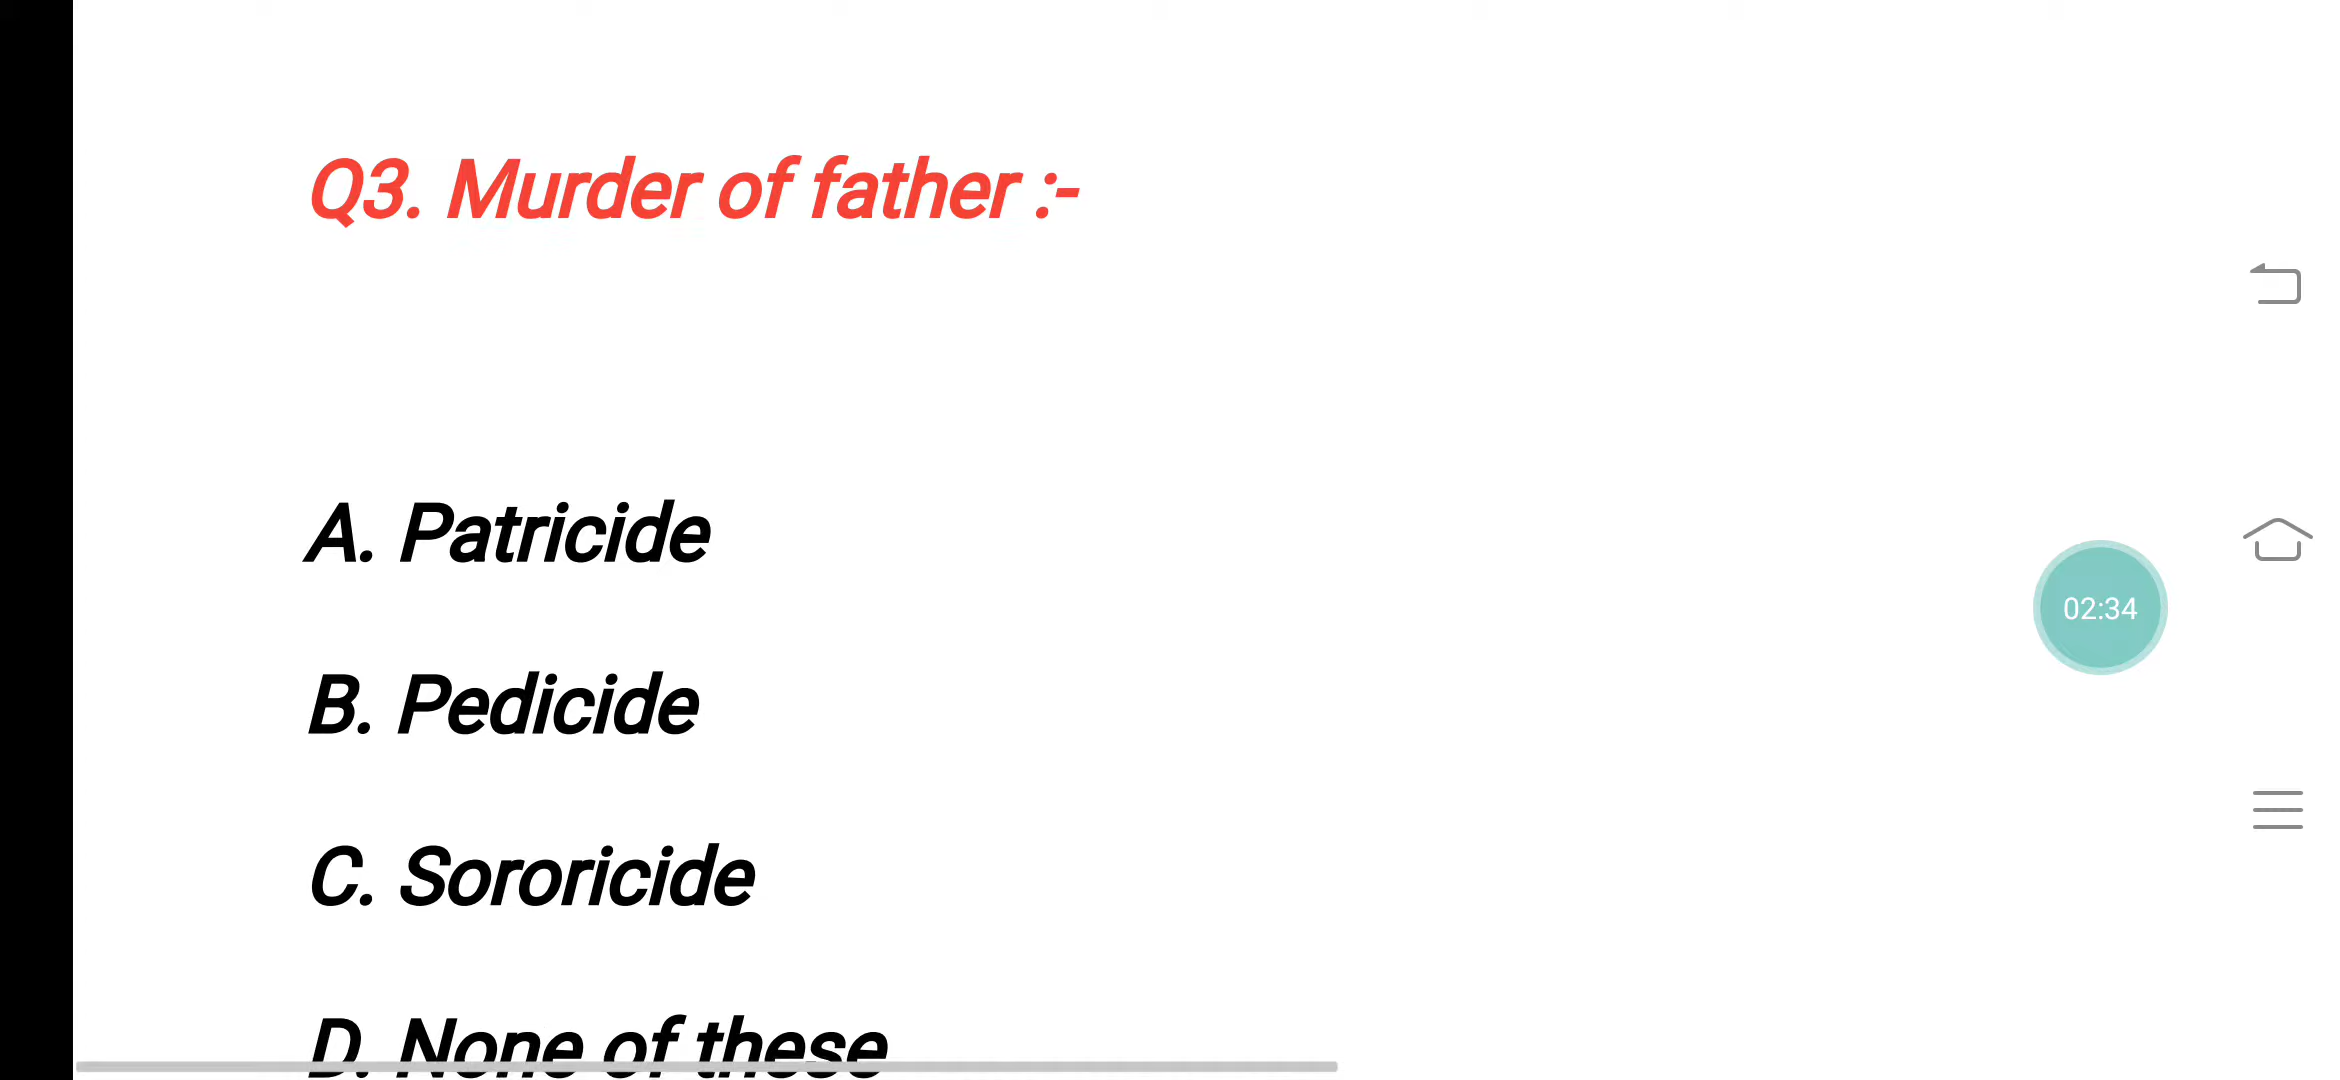 Q3. Murder of father :-
A. Patricide
B. Pedicide
C. Sororicide
D. None of these
02:34